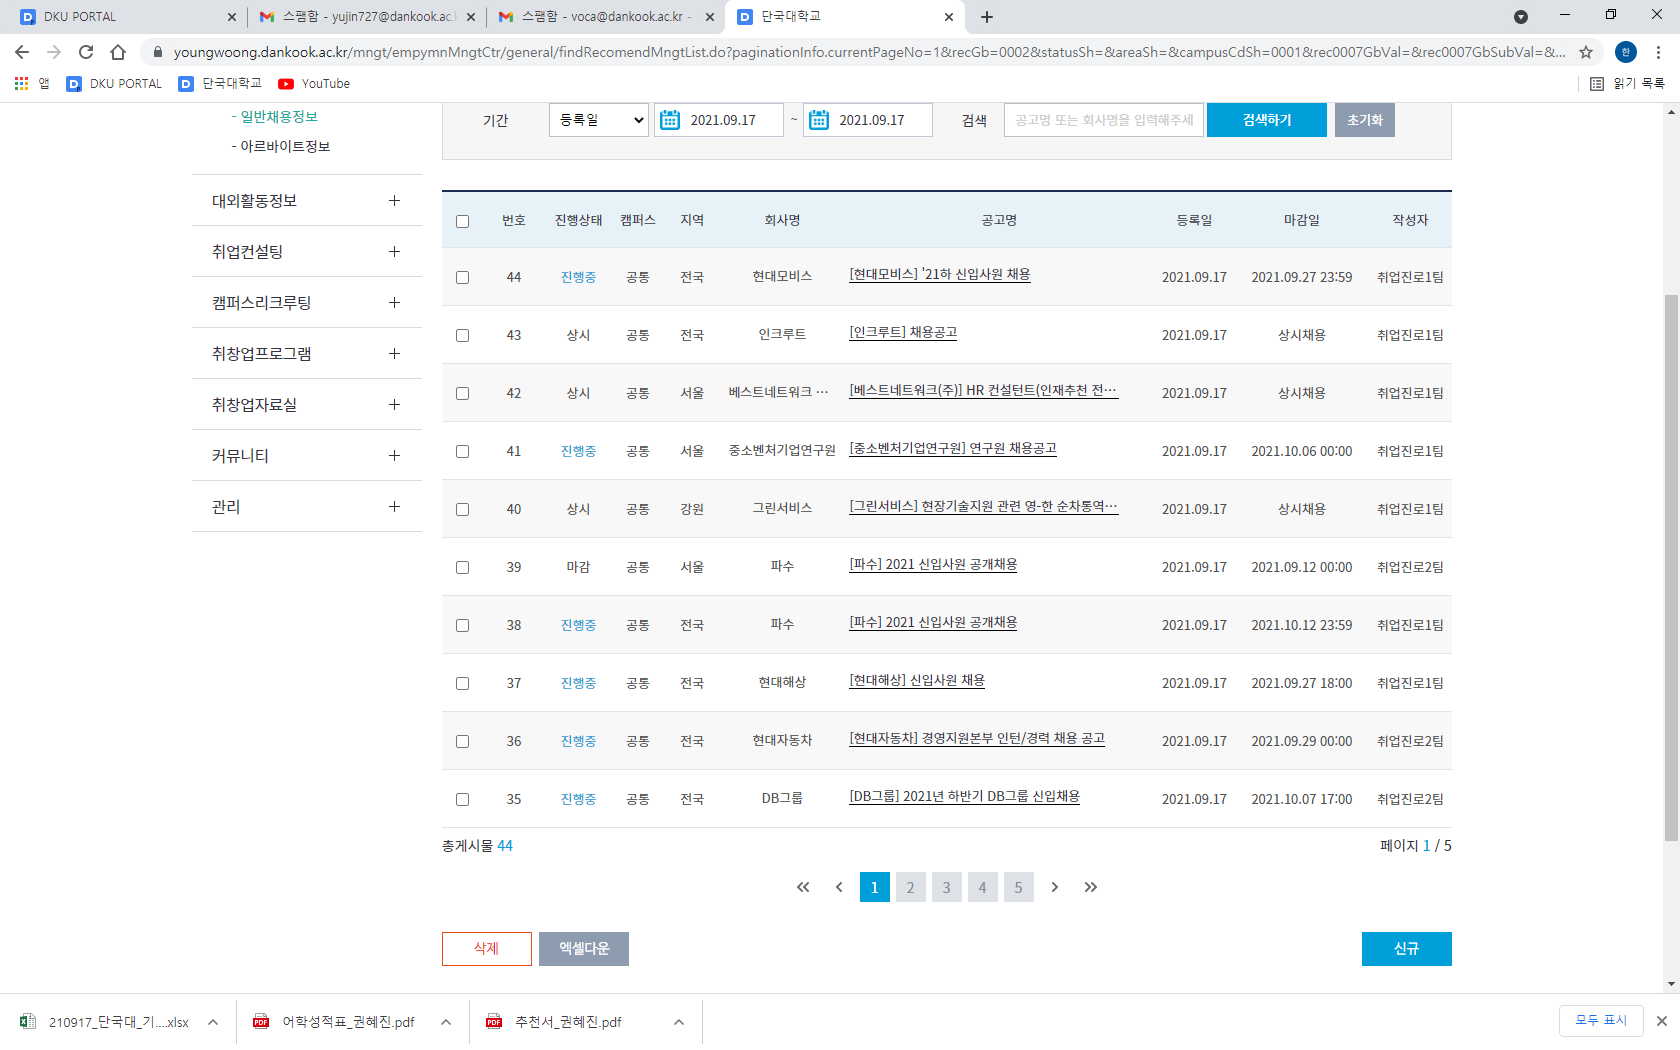 DKU PORTAL
스팸함 - yujin727@dankook.ac.k
스팸함 - voca@dankook.ac.kr -
단국대학교
youngwoong.dankook.ac.kr/mngt/empymnMngtCtr/general/findRecomendMngtList.do?paginationInfo.currentPageNo=1&recGb=0002&statusSh=&areaSh=&campusCdSh=0001&rec0007GbVal=&rec0007GbSubVal=&...
한
앱 DKU PORTAL 단국대학교 YouTube 읽기 목록
- 일반채용정보
- 아르바이트정보
대외활동정보 +
취업컨설팅 +
캠퍼스리크루팅 +
취창업프로그램 +
취창업자료실 +
커뮤니티 +
관리 +
기간 등록일 2021.09.17 ~ 2021.09.17 검색 공고명 또는 회사명을 입력해주세 검색하기 초기화
번호 진행상태 캠퍼스 지역 회사명 공고명 등록일 마감일 작성자
44 진행중 공통 전국 현대모비스 [현대모비스] '21하 신입사원 채용 2021.09.17 2021.09.27 23:59 취업진로1팀
43 상시 공통 전국 인크루트 [인크루트] 채용공고 2021.09.17 상시채용 취업진로1팀
42 상시 공통 서울 베스트네트워크 ··· [베스트네트워크(주)] HR 컨설턴트(인재추천 전··· 2021.09.17 상시채용 취업진로1팀
41 진행중 공통 서울 중소벤처기업연구원 [중소벤처기업연구원] 연구원 채용공고 2021.09.17 2021.10.06 00:00 취업진로1팀
40 상시 공통 강원 그린서비스 [그린서비스] 현장기술지원 관련 영-한 순차통역··· 2021.09.17 상시채용 취업진로1팀
39 마감 공통 서울 파수 [파수] 2021 신입사원 공개채용 2021.09.17 2021.09.12 00:00 취업진로2팀
38 진행중 공통 전국 파수 [파수] 2021 신입사원 공개채용 2021.09.17 2021.10.12 23:59 취업진로1팀
37 진행중 공통 전국 현대해상 [현대해상] 신입사원 채용 2021.09.17 2021.09.27 18:00 취업진로1팀
36 진행중 공통 전국 현대자동차 [현대자동차] 경영지원본부 인턴/경력 채용 공고 2021.09.17 2021.09.29 00:00 취업진로2팀
35 진행중 공통 전국 DB그룹 [DB그룹] 2021년 하반기 DB그룹 신입채용 2021.09.17 2021.10.07 17:00 취업진로2팀
총게시물 44 페이지 1 / 5
1 2 3 4 5
삭제 엑셀다운 신규
210917_단국대_기....xlsx 어학성적표_권혜진.pdf 추천서_권혜진.pdf 모두 표시